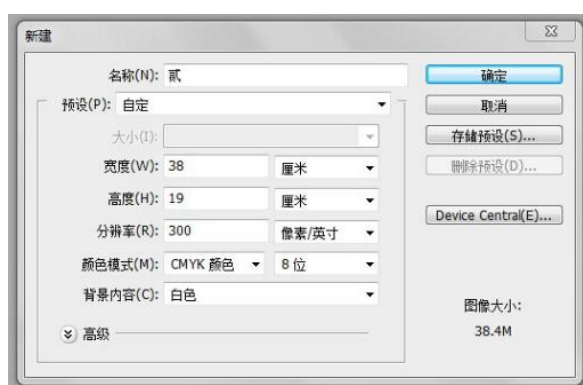 新建
名称(N): 贰
确定
预设(P): 自定
取消
大小(I):
存储预设(S)...
宽度(W): 38 厘米
删除预设(D)...
高度(H): 19 厘米
Device Central(E)...
分辨率(R): 300 像素/英寸
颜色模式(M): CMYK 颜色 8 位
背景内容(C): 白色
图像大小:
高级
38.4M